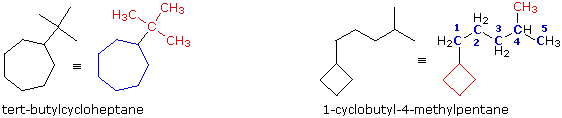 CH₃
H₃C
CH₃
H₃C C
CH₃
1 H₂ 3 CH 5
H₂C C C CH₃
2 H₂ 4
≡
≡
tert-butylcycloheptane
1-cyclobutyl-4-methylpentane